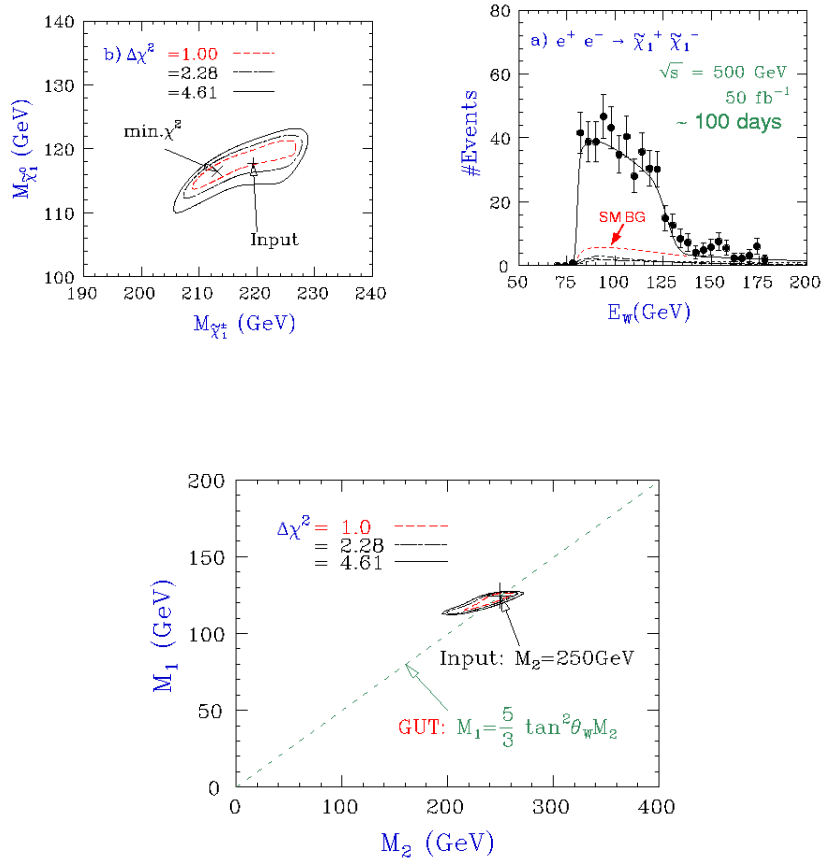 b) Δχ² =1.00
=2.28
=4.61
min.χ²
Input
140
120
100
80
60
40
190 200 210 220 230 240
M_χ̃₁± (GeV)
M_χ̃₁⁰ (GeV)
a) e⁺ e⁻ → χ̃₁⁺ χ̃₁⁻
√s = 500 GeV
50 fb⁻¹
~ 100 days
SM BG
80
60
40
20
0
50 75 100 125 150 175 200
E_W(GeV)
#Events
Δχ² = 1.0
= 2.28
= 4.61
Input: M₂=250GeV
GUT: M₁=5/3 tan²θ_W M₂
200
150
100
50
0
0 100 200 300 400
M₂ (GeV)
M₁ (GeV)